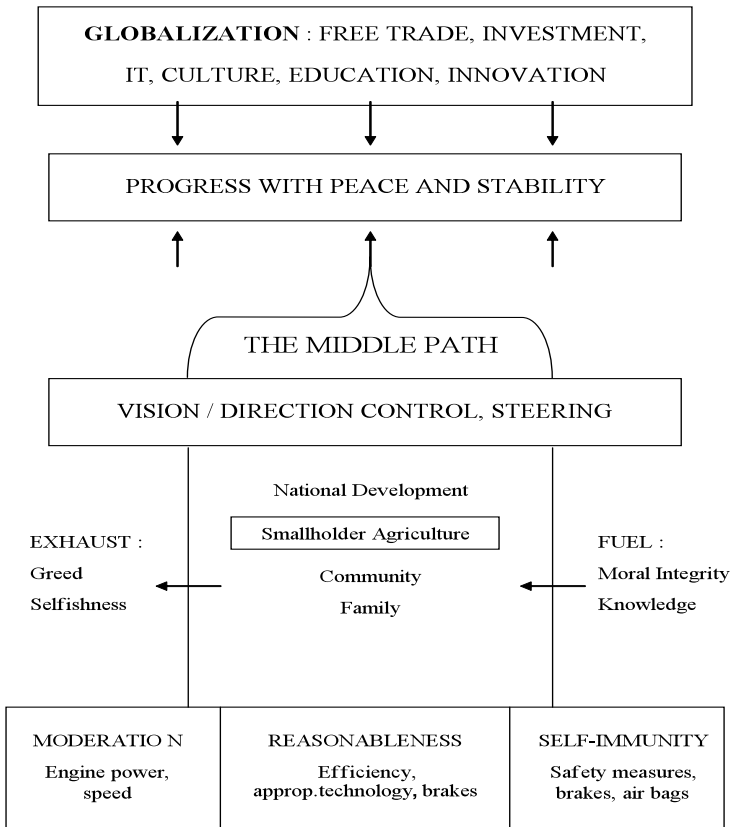 GLOBALIZATION : FREE TRADE, INVESTMENT,
IT, CULTURE, EDUCATION, INNOVATION
PROGRESS WITH PEACE AND STABILITY
THE MIDDLE PATH
VISION / DIRECTION CONTROL, STEERING
National Development
Smallholder Agriculture
Community
Family
EXHAUST :
Greed
Selfishness
FUEL :
Moral Integrity
Knowledge
MODERATIO N
Engine power,
speed
REASONABLENESS
Efficiency,
approp.technology, brakes
SELF-IMMUNITY
Safety measures,
brakes, air bags